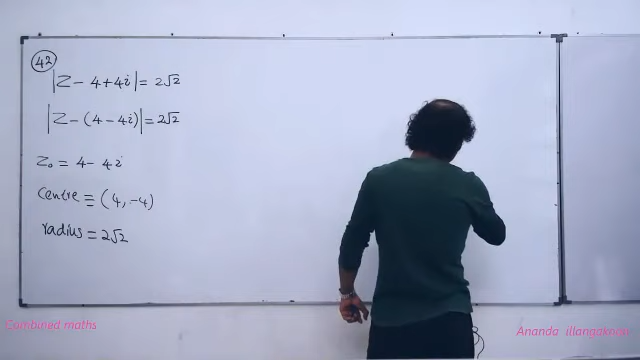 42
|Z - 4 + 4i| = 2√2
|Z - (4 - 4i)| = 2√2
Z₀ = 4 - 4i
Centre ≡ (4, -4)
radius = 2√2
Combined maths
Ananda illangakoon